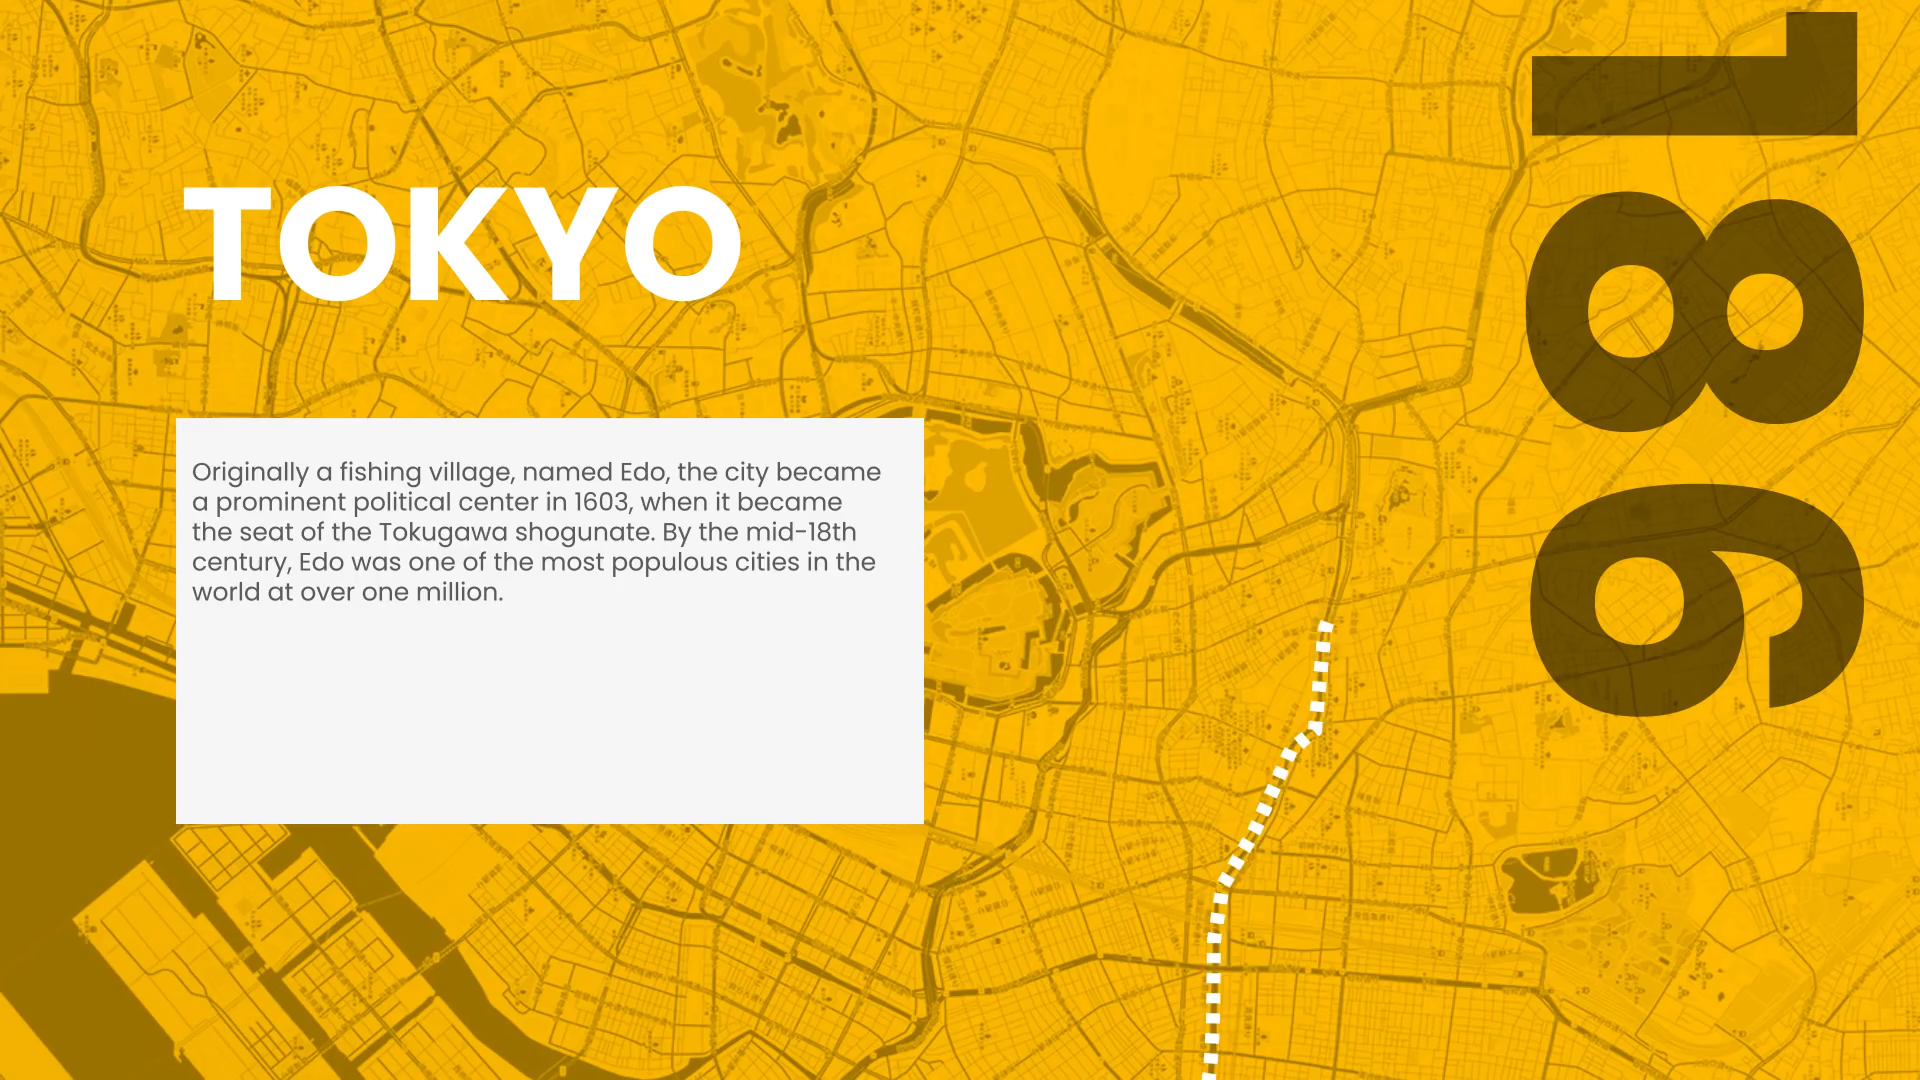 TOKYO
Originally a fishing village, named Edo, the city became
a prominent political center in 1603, when it became
the seat of the Tokugawa shogunate. By the mid-18th
century, Edo was one of the most populous cities in the
world at over one million.
186